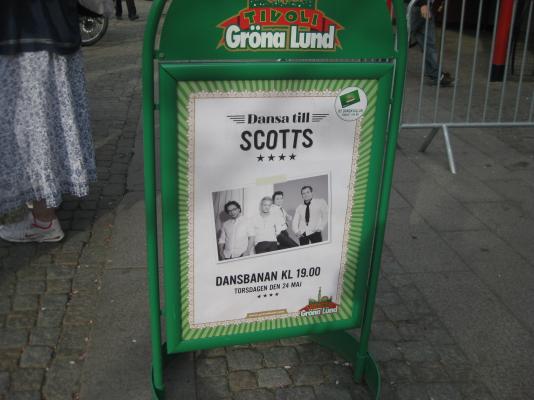 TIVOLI
Gröna Lund
Dansa till
SCOTTS
DANSBANAN KL 19.00
TORSDAGEN DEN 24 MAJ
Gröna Lund